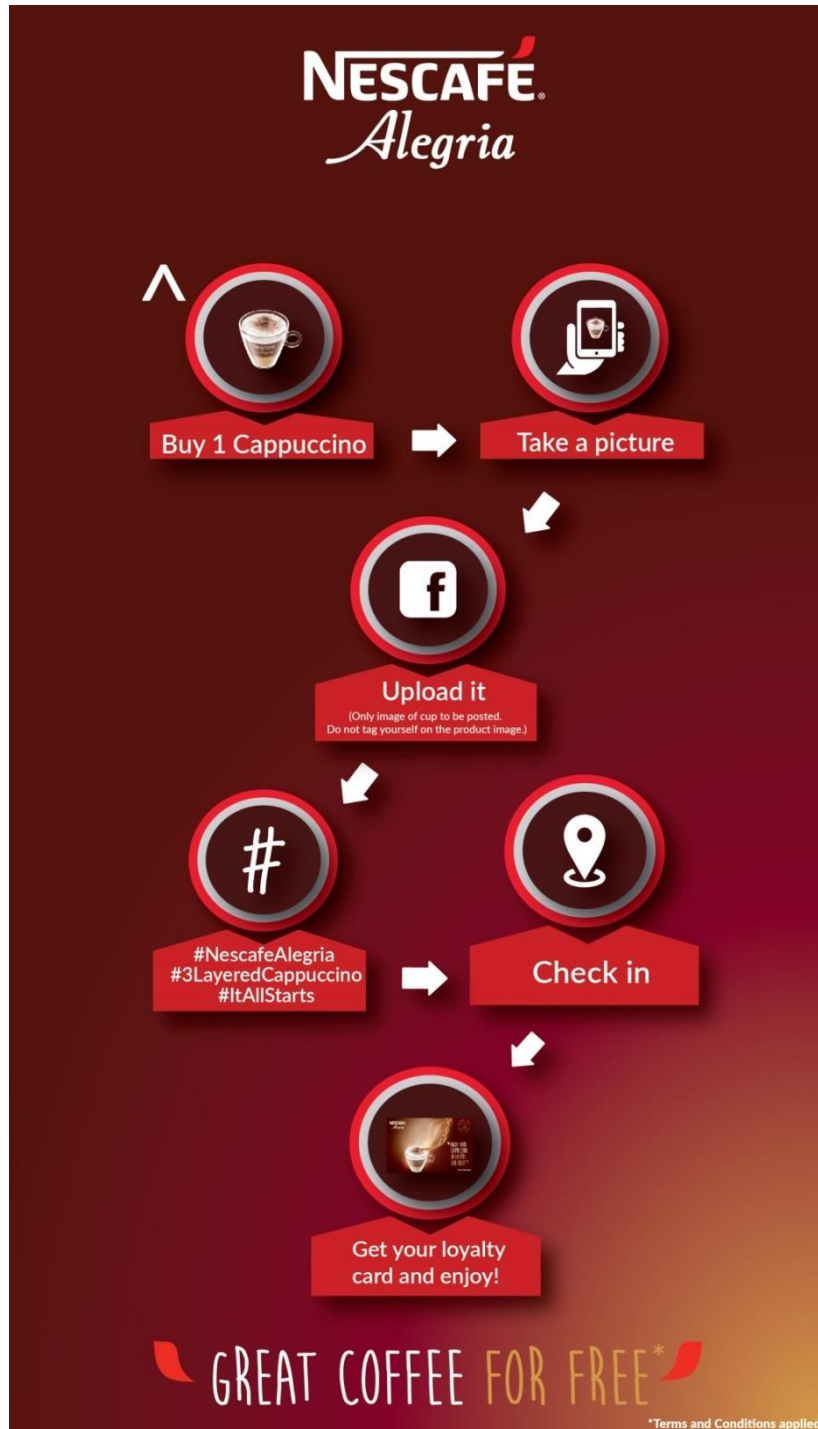 NESCAFÉ®
Alegria
Buy 1 Cappuccino
Take a picture
Upload it
(Only image of cup to be posted.
Do not tag yourself on the product image.)
#NescafeAlegria
#3LayeredCappuccino
#ItAllStarts
Check in
NESCAFÉ
Alegria
Get your loyalty
card and enjoy!
GREAT COFFEE FOR FREE*
*Terms and Conditions applied